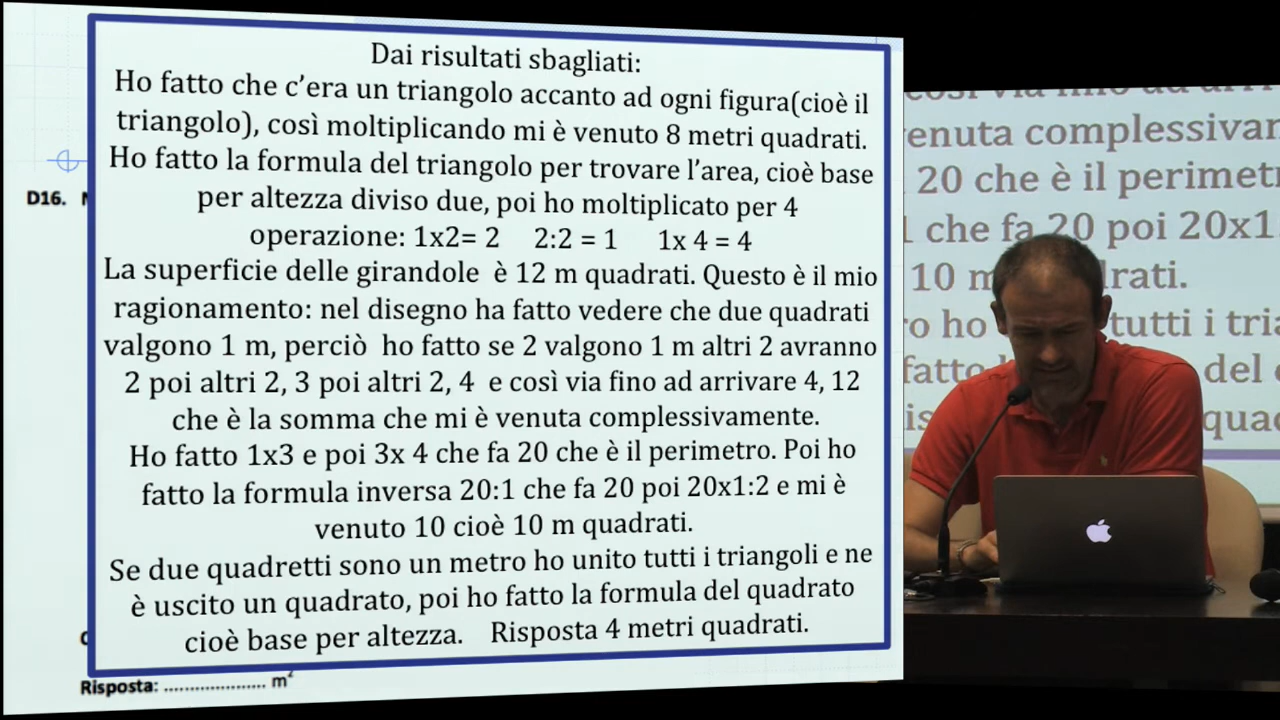 Dai risultati sbagliati:
Ho fatto che c'era un triangolo accanto ad ogni figura(cioè il
triangolo), così moltiplicando mi è venuto 8 metri quadrati.
Ho fatto la formula del triangolo per trovare l'area, cioè base
per altezza diviso due, poi ho moltiplicato per 4
operazione: 1x2= 2 2:2 = 1 1x 4 = 4
La superficie delle girandole è 12 m quadrati. Questo è il mio
ragionamento: nel disegno ha fatto vedere che due quadrati
valgono 1 m, perciò ho fatto se 2 valgono 1 m altri 2 avranno
2 poi altri 2, 3 poi altri 2, 4 e così via fino ad arrivare 4, 12
che è la somma che mi è venuta complessivamente.
Ho fatto 1x3 e poi 3x 4 che fa 20 che è il perimetro. Poi ho
fatto la formula inversa 20:1 che fa 20 poi 20x1:2 e mi è
venuto 10 cioè 10 m quadrati.
Se due quadretti sono un metro ho unito tutti i triangoli e ne
è uscito un quadrato, poi ho fatto la formula del quadrato
cioè base per altezza. Risposta 4 metri quadrati.
D16.
Risposta: ..................... m²
enuta complessivar
20 che è il perimetr
che fa 20 poi 20x1
10 m rati.
o ho tutti i tri
fatto del
is quad